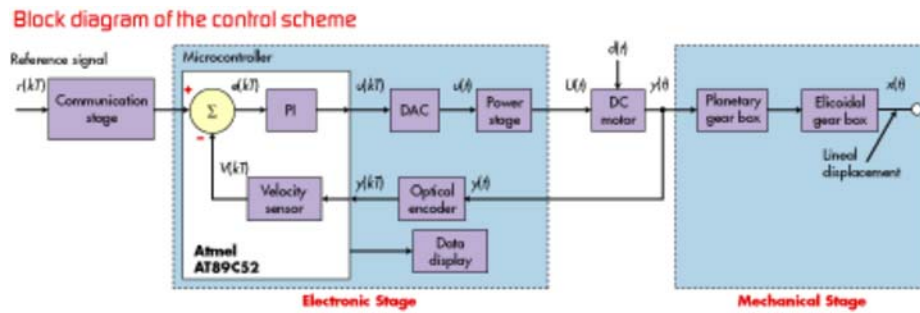 Block diagram of the control scheme
Reference signal
r(kT)
Communication
stage
Microcontroller
+
Σ
−
e(kT)
PI
u(kT)
DAC
u(t)
Power
stage
U(t)
d(t)
DC
motor
y(t)
Planetary
gear box
Elicoidal
gear box
x(t)
Lineal
displacement
V(kT)
Velocity
sensor
y(kT)
Optical
encoder
y(t)
Data
display
Atmel
AT89C52
Electronic Stage
Mechanical Stage